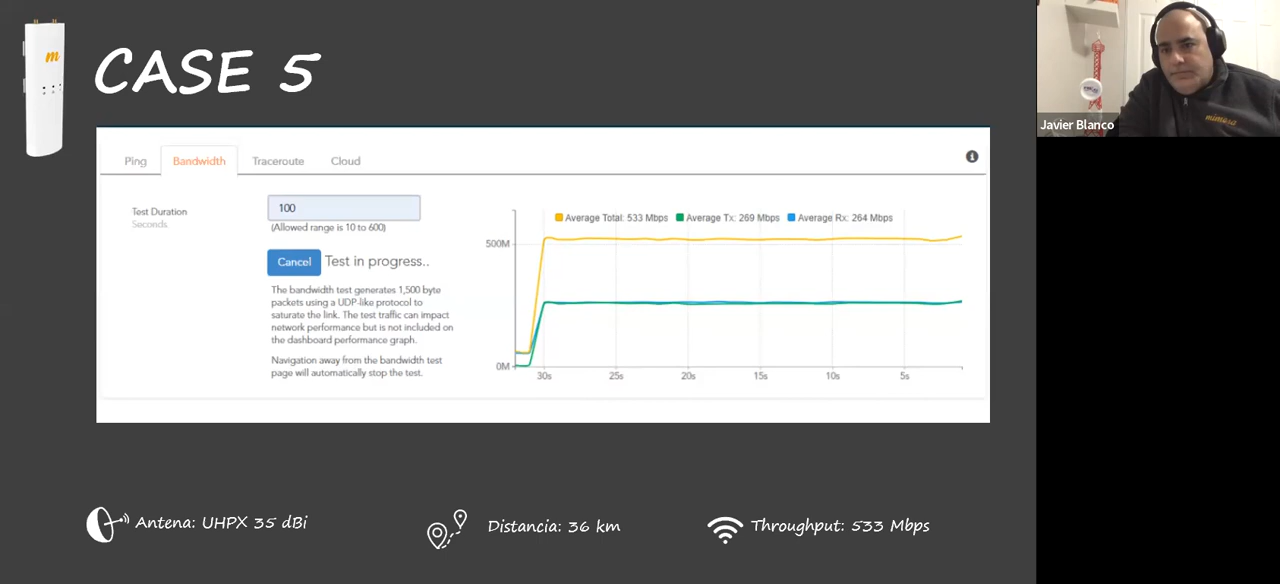 m
CASE 5
Javier Blanco
mimosa
Ping Bandwidth Traceroute Cloud
Test Duration
Seconds
100
(Allowed range is 10 to 600)
Cancel Test in progress..
The bandwidth test generates 1,500 byte
packets using a UDP-like protocol to
saturate the link. The test traffic can impact
network performance but is not included on
the dashboard performance graph.
Navigation away from the bandwidth test
page will automatically stop the test.
Average Total: 533 Mbps Average Tx: 269 Mbps Average Rx: 264 Mbps
500M
0M
30s 25s 20s 15s 10s 5s
Antena: UHPX 35 dBi
Distancia: 36 km
Throughput: 533 Mbps